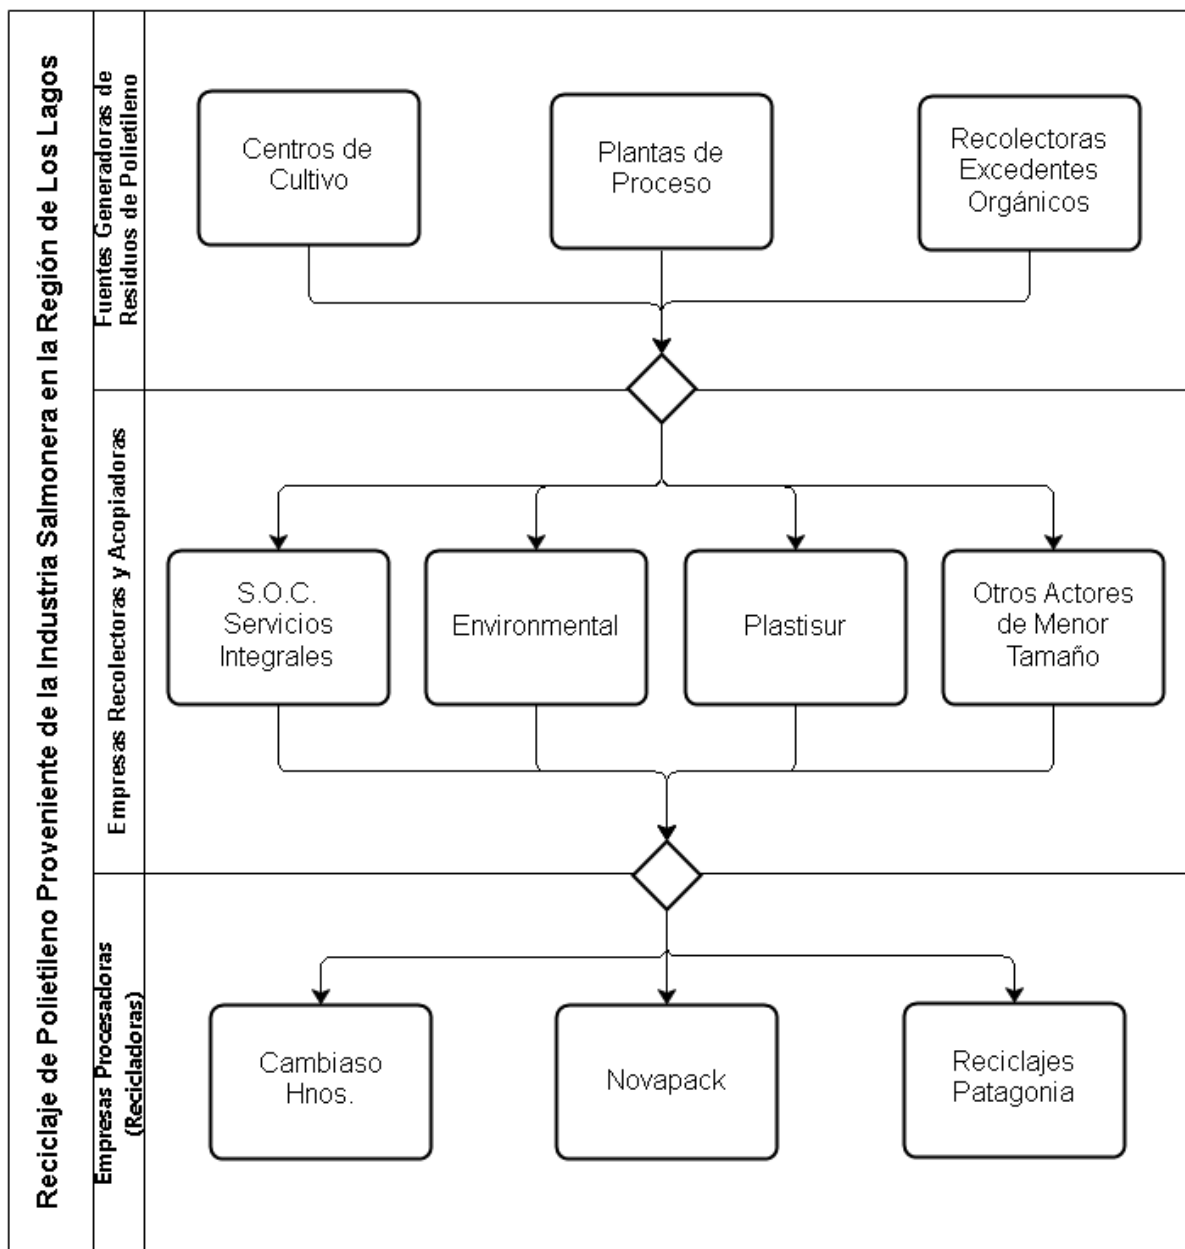 Reciclaje de Polietileno Proveniente de la Industria Salmonera en la Región de Los Lagos
Fuentes Generadoras de
Residuos de Polietileno
Centros de
Cultivo
Plantas de
Proceso
Recolectoras
Excedentes
Orgánicos
Empresas Recolectoras y Acopiadoras
S.O.C.
Servicios
Integrales
Environmental
Plastisur
Otros Actores
de Menor
Tamaño
Empresas Procesadoras
(Recicladoras)
Cambiaso
Hnos.
Novapack
Reciclajes
Patagonia